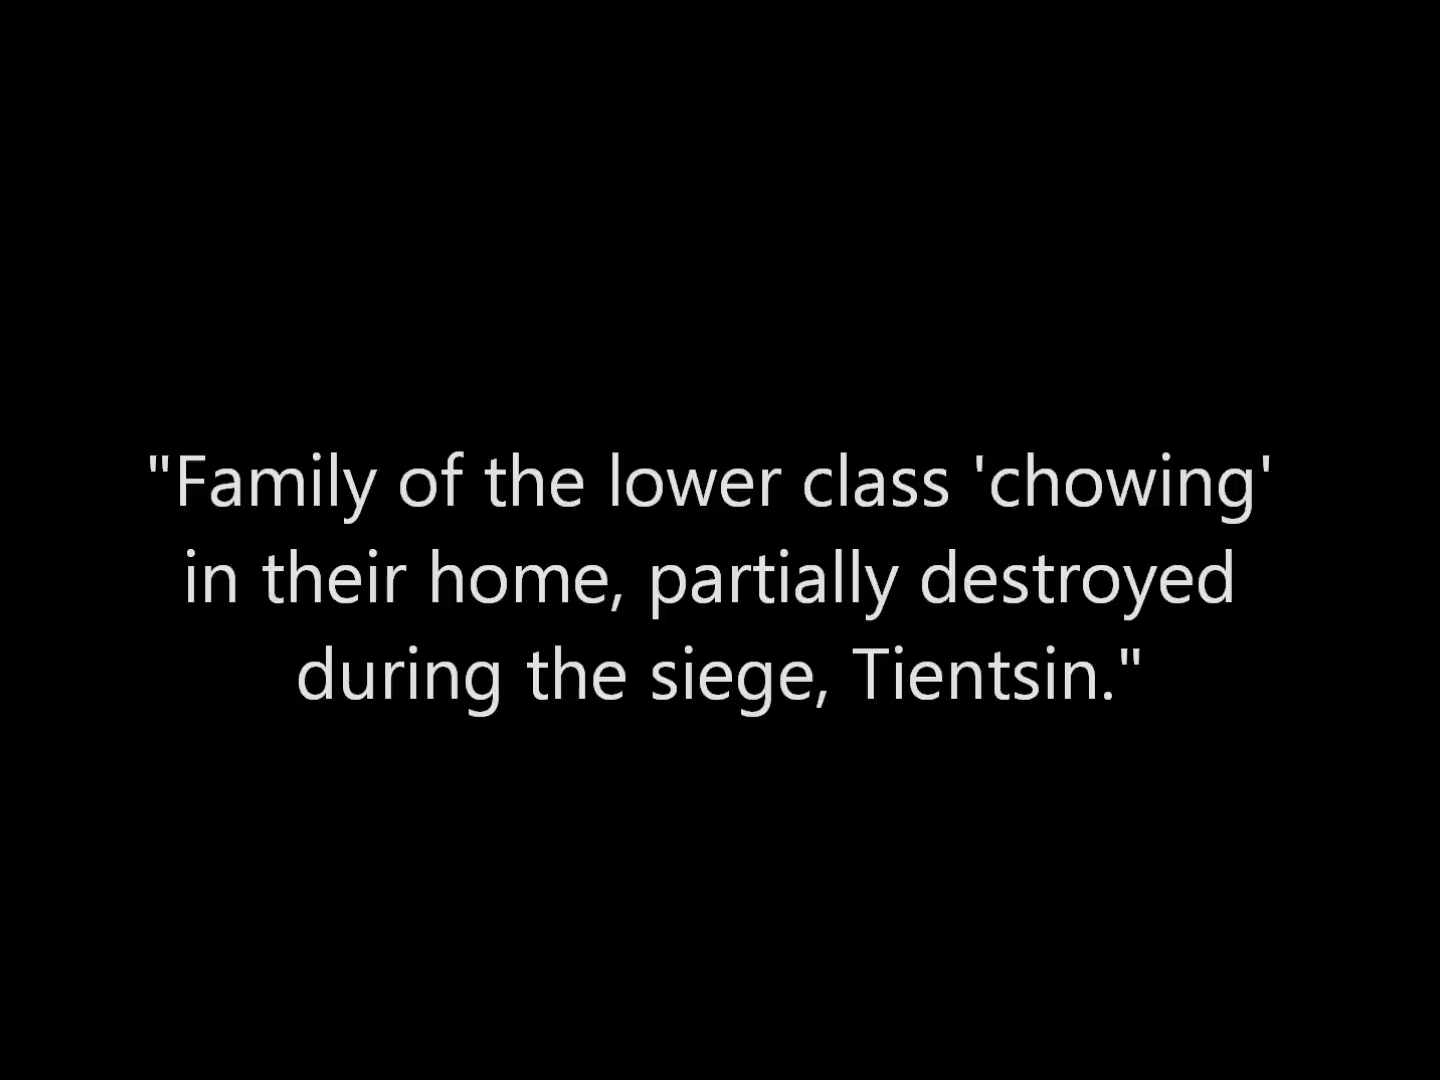 "Family of the lower class 'chowing'
in their home, partially destroyed
during the siege, Tientsin."